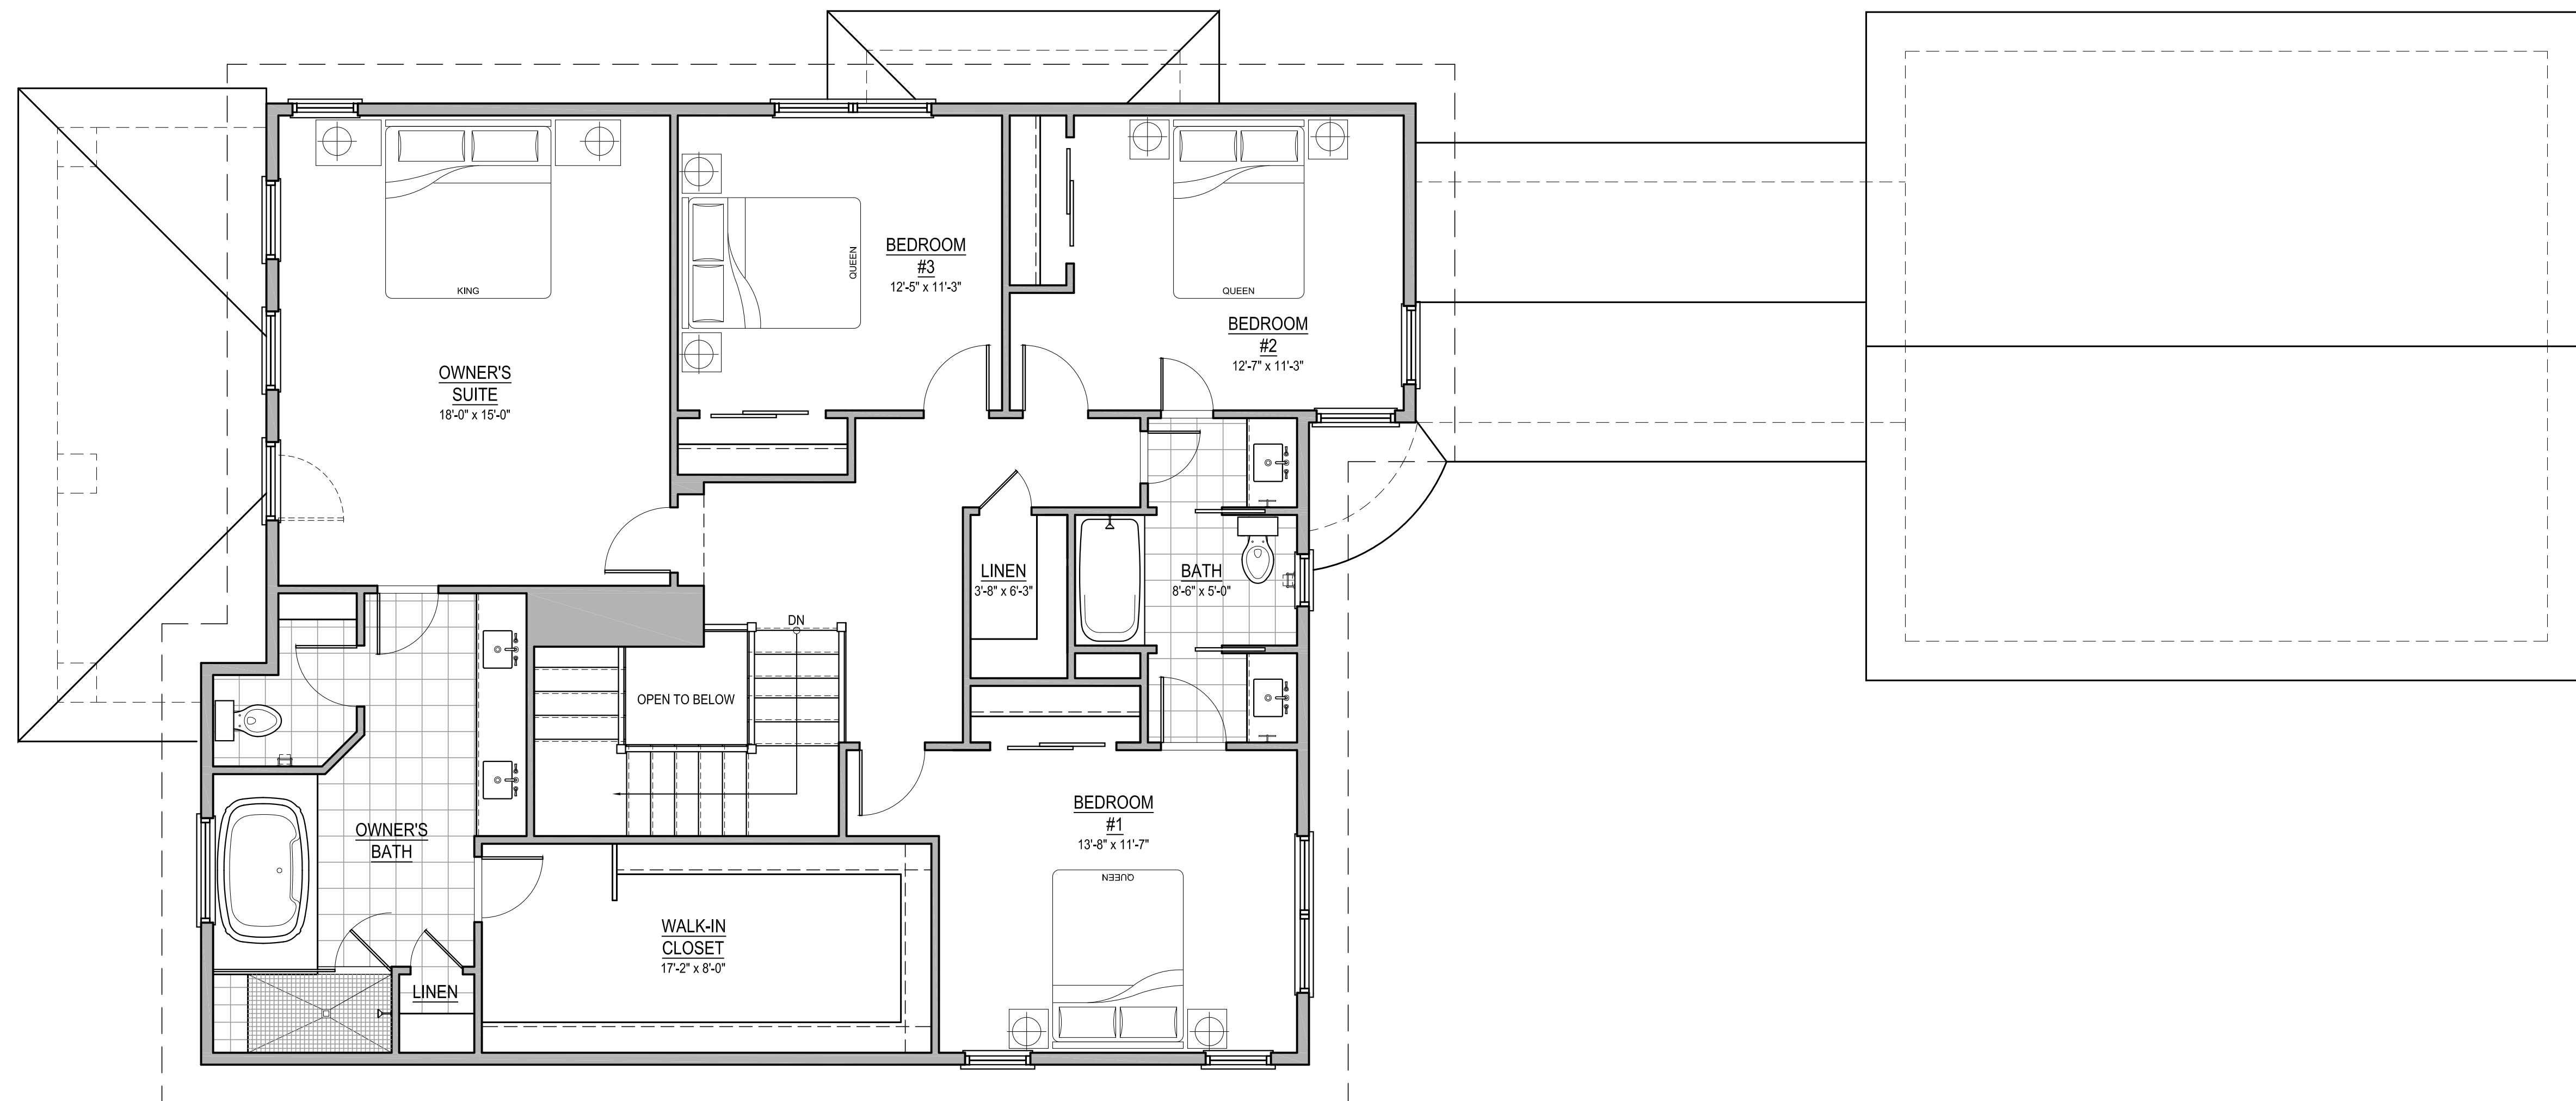 KING
OWNER'S
SUITE
18'-0" x 15'-0"
QUEEN
BEDROOM
#3
12'-5" x 11'-3"
QUEEN
BEDROOM
#2
12'-7" x 11'-3"
LINEN
3'-8" x 6'-3"
BATH
8'-6" x 5'-0"
DN
OPEN TO BELOW
OWNER'S
BATH
LINEN
WALK-IN
CLOSET
17'-2" x 8'-0"
BEDROOM
#1
13'-8" x 11'-7"
QUEEN